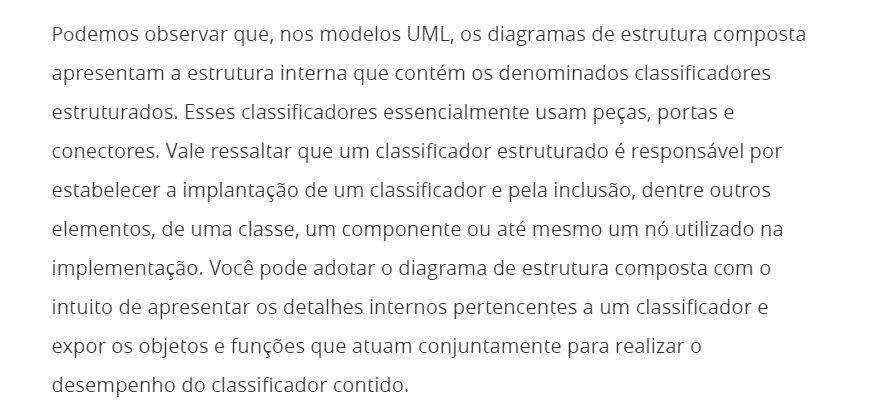 Podemos observar que, nos modelos UML, os diagramas de estrutura composta
apresentam a estrutura interna que contém os denominados classificadores
estruturados. Esses classificadores essencialmente usam peças, portas e
conectores. Vale ressaltar que um classificador estruturado é responsável por
estabelecer a implantação de um classificador e pela inclusão, dentre outros
elementos, de uma classe, um componente ou até mesmo um nó utilizado na
implementação. Você pode adotar o diagrama de estrutura composta com o
intuito de apresentar os detalhes internos pertencentes a um classificador e
expor os objetos e funções que atuam conjuntamente para realizar o
desempenho do classificador contido.